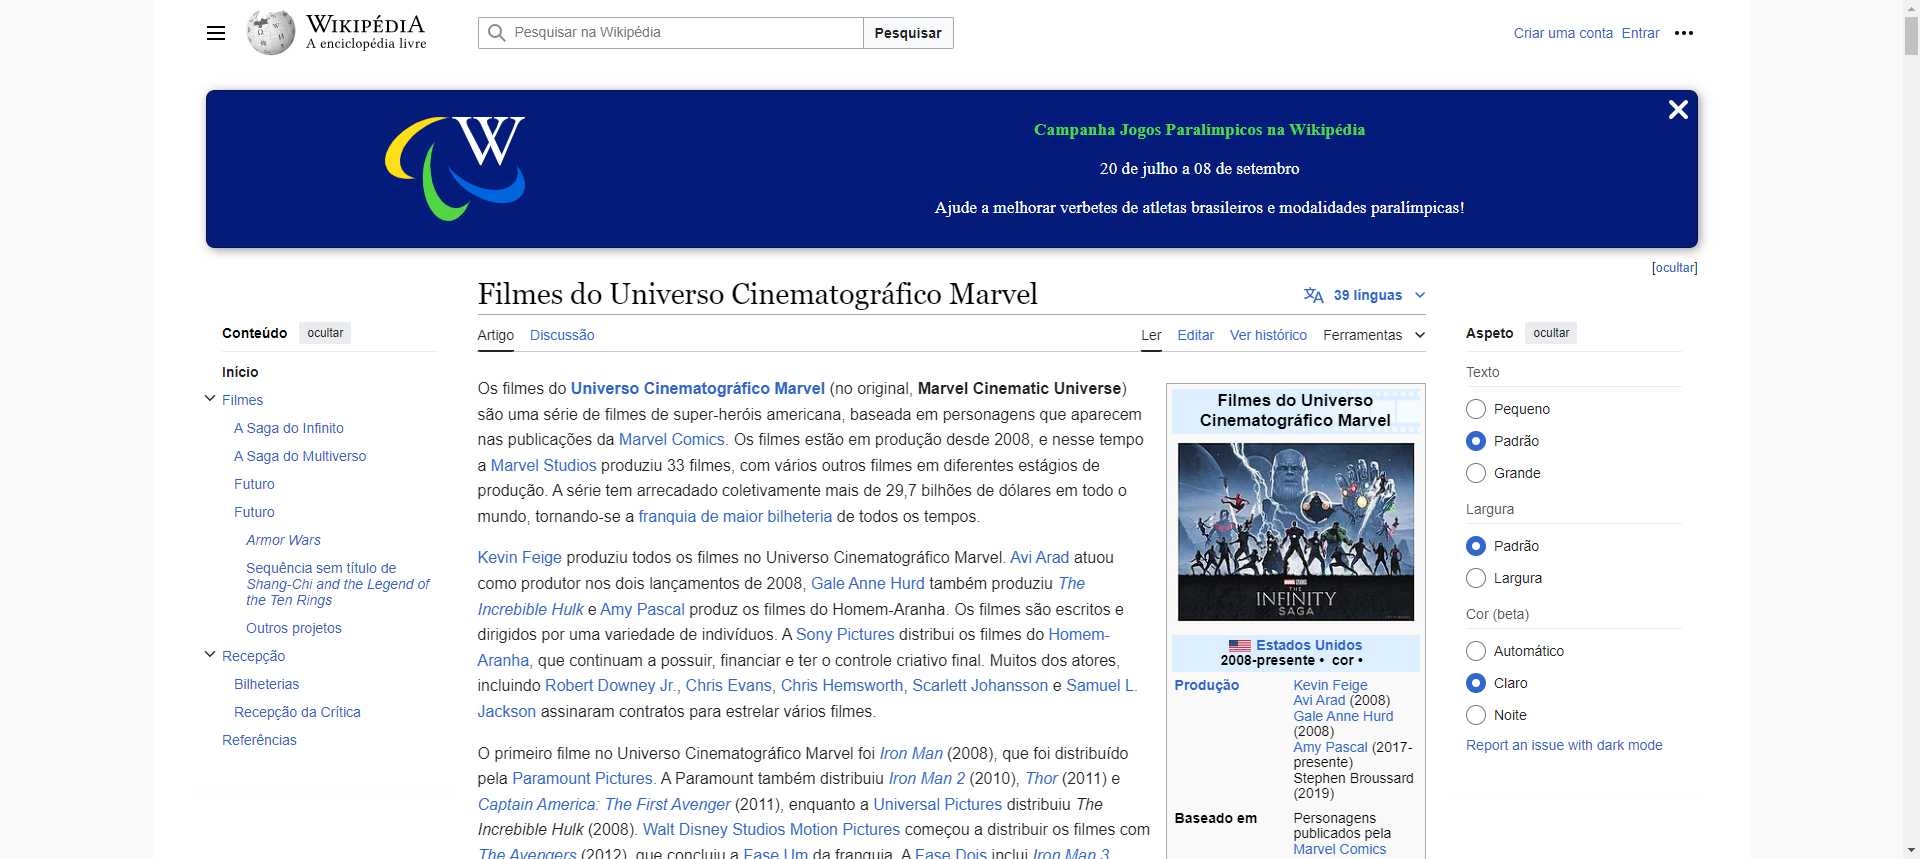 WIKIPÉDIA
A enciclopédia livre
Pesquisar na Wikipédia
Pesquisar
Criar uma conta Entrar
W
Campanha Jogos Paralímpicos na Wikipédia
20 de julho a 08 de setembro
Ajude a melhorar verbetes de atletas brasileiros e modalidades paralímpicas!
[ocultar]
Filmes do Universo Cinematográfico Marvel
39 línguas
Artigo Discussão
Ler Editar Ver histórico Ferramentas
Conteúdo ocultar
Início
Filmes
A Saga do Infinito
A Saga do Multiverso
Futuro
Futuro
Armor Wars
Sequência sem título de
Shang-Chi and the Legend of
the Ten Rings
Outros projetos
Recepção
Bilheterias
Recepção da Crítica
Referências
Os filmes do Universo Cinematográfico Marvel (no original, Marvel Cinematic Universe)
são uma série de filmes de super-heróis americana, baseada em personagens que aparecem
nas publicações da Marvel Comics. Os filmes estão em produção desde 2008, e nesse tempo
a Marvel Studios produziu 33 filmes, com vários outros filmes em diferentes estágios de
produção. A série tem arrecadado coletivamente mais de 29,7 bilhões de dólares em todo o
mundo, tornando-se a franquia de maior bilheteria de todos os tempos.
Kevin Feige produziu todos os filmes no Universo Cinematográfico Marvel. Avi Arad atuou
como produtor nos dois lançamentos de 2008, Gale Anne Hurd também produziu The
Increbible Hulk e Amy Pascal produz os filmes do Homem-Aranha. Os filmes são escritos e
dirigidos por uma variedade de indivíduos. A Sony Pictures distribui os filmes do Homem-
Aranha, que continuam a possuir, financiar e ter o controle criativo final. Muitos dos atores,
incluindo Robert Downey Jr., Chris Evans, Chris Hemsworth, Scarlett Johansson e Samuel L.
Jackson assinaram contratos para estrelar vários filmes.
O primeiro filme no Universo Cinematográfico Marvel foi Iron Man (2008), que foi distribuído
pela Paramount Pictures. A Paramount também distribuiu Iron Man 2 (2010), Thor (2011) e
Captain America: The First Avenger (2011), enquanto a Universal Pictures distribuiu The
Incredible Hulk (2008). Walt Disney Studios Motion Pictures começou a distribuir os filmes com
The Avengers (2012), que concluiu a Fase Um da franquia. A Fase Dois inclui Iron Man 3
Filmes do Universo
Cinematográfico Marvel
MARVEL STUDIOS
THE
INFINITY
SAGA
Estados Unidos
2008-presente • cor •
Produção
Kevin Feige
Avi Arad (2008)
Gale Anne Hurd
(2008)
Amy Pascal (2017-
presente)
Stephen Broussard
(2019)
Baseado em
Personagens
publicados pela
Marvel Comics
Aspeto ocultar
Texto
Pequeno
Padrão
Grande
Largura
Padrão
Largura
Cor (beta)
Automático
Claro
Noite
Report an issue with dark mode